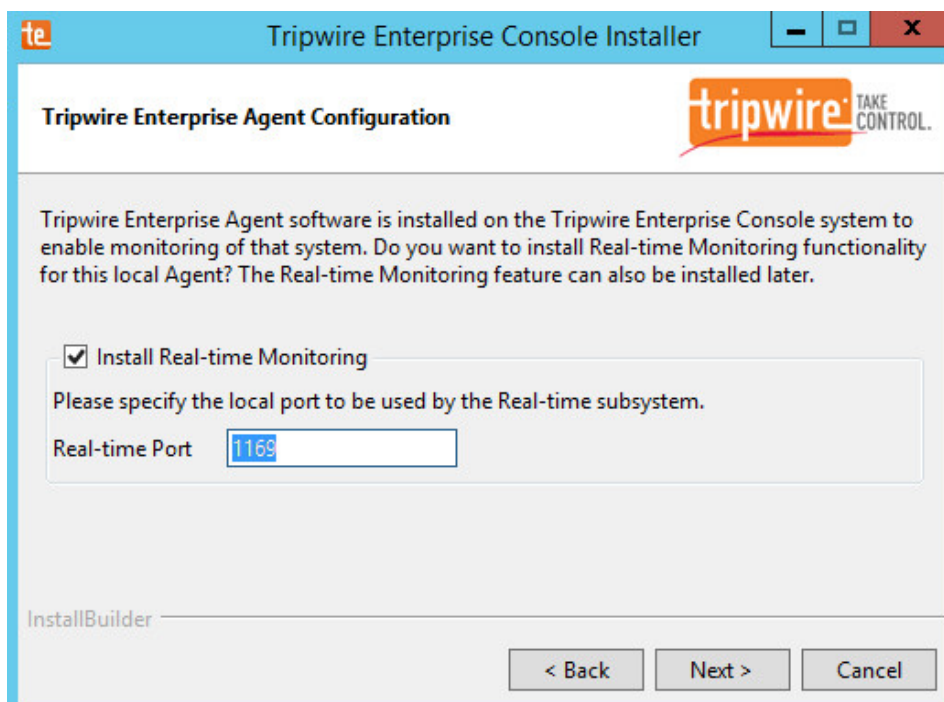 te
Tripwire Enterprise Console Installer
x
Tripwire Enterprise Agent Configuration
tripwire TAKE CONTROL.
Tripwire Enterprise Agent software is installed on the Tripwire Enterprise Console system to
enable monitoring of that system. Do you want to install Real-time Monitoring functionality
for this local Agent? The Real-time Monitoring feature can also be installed later.
Install Real-time Monitoring
Please specify the local port to be used by the Real-time subsystem.
Real-time Port 1169
InstallBuilder
< Back Next > Cancel